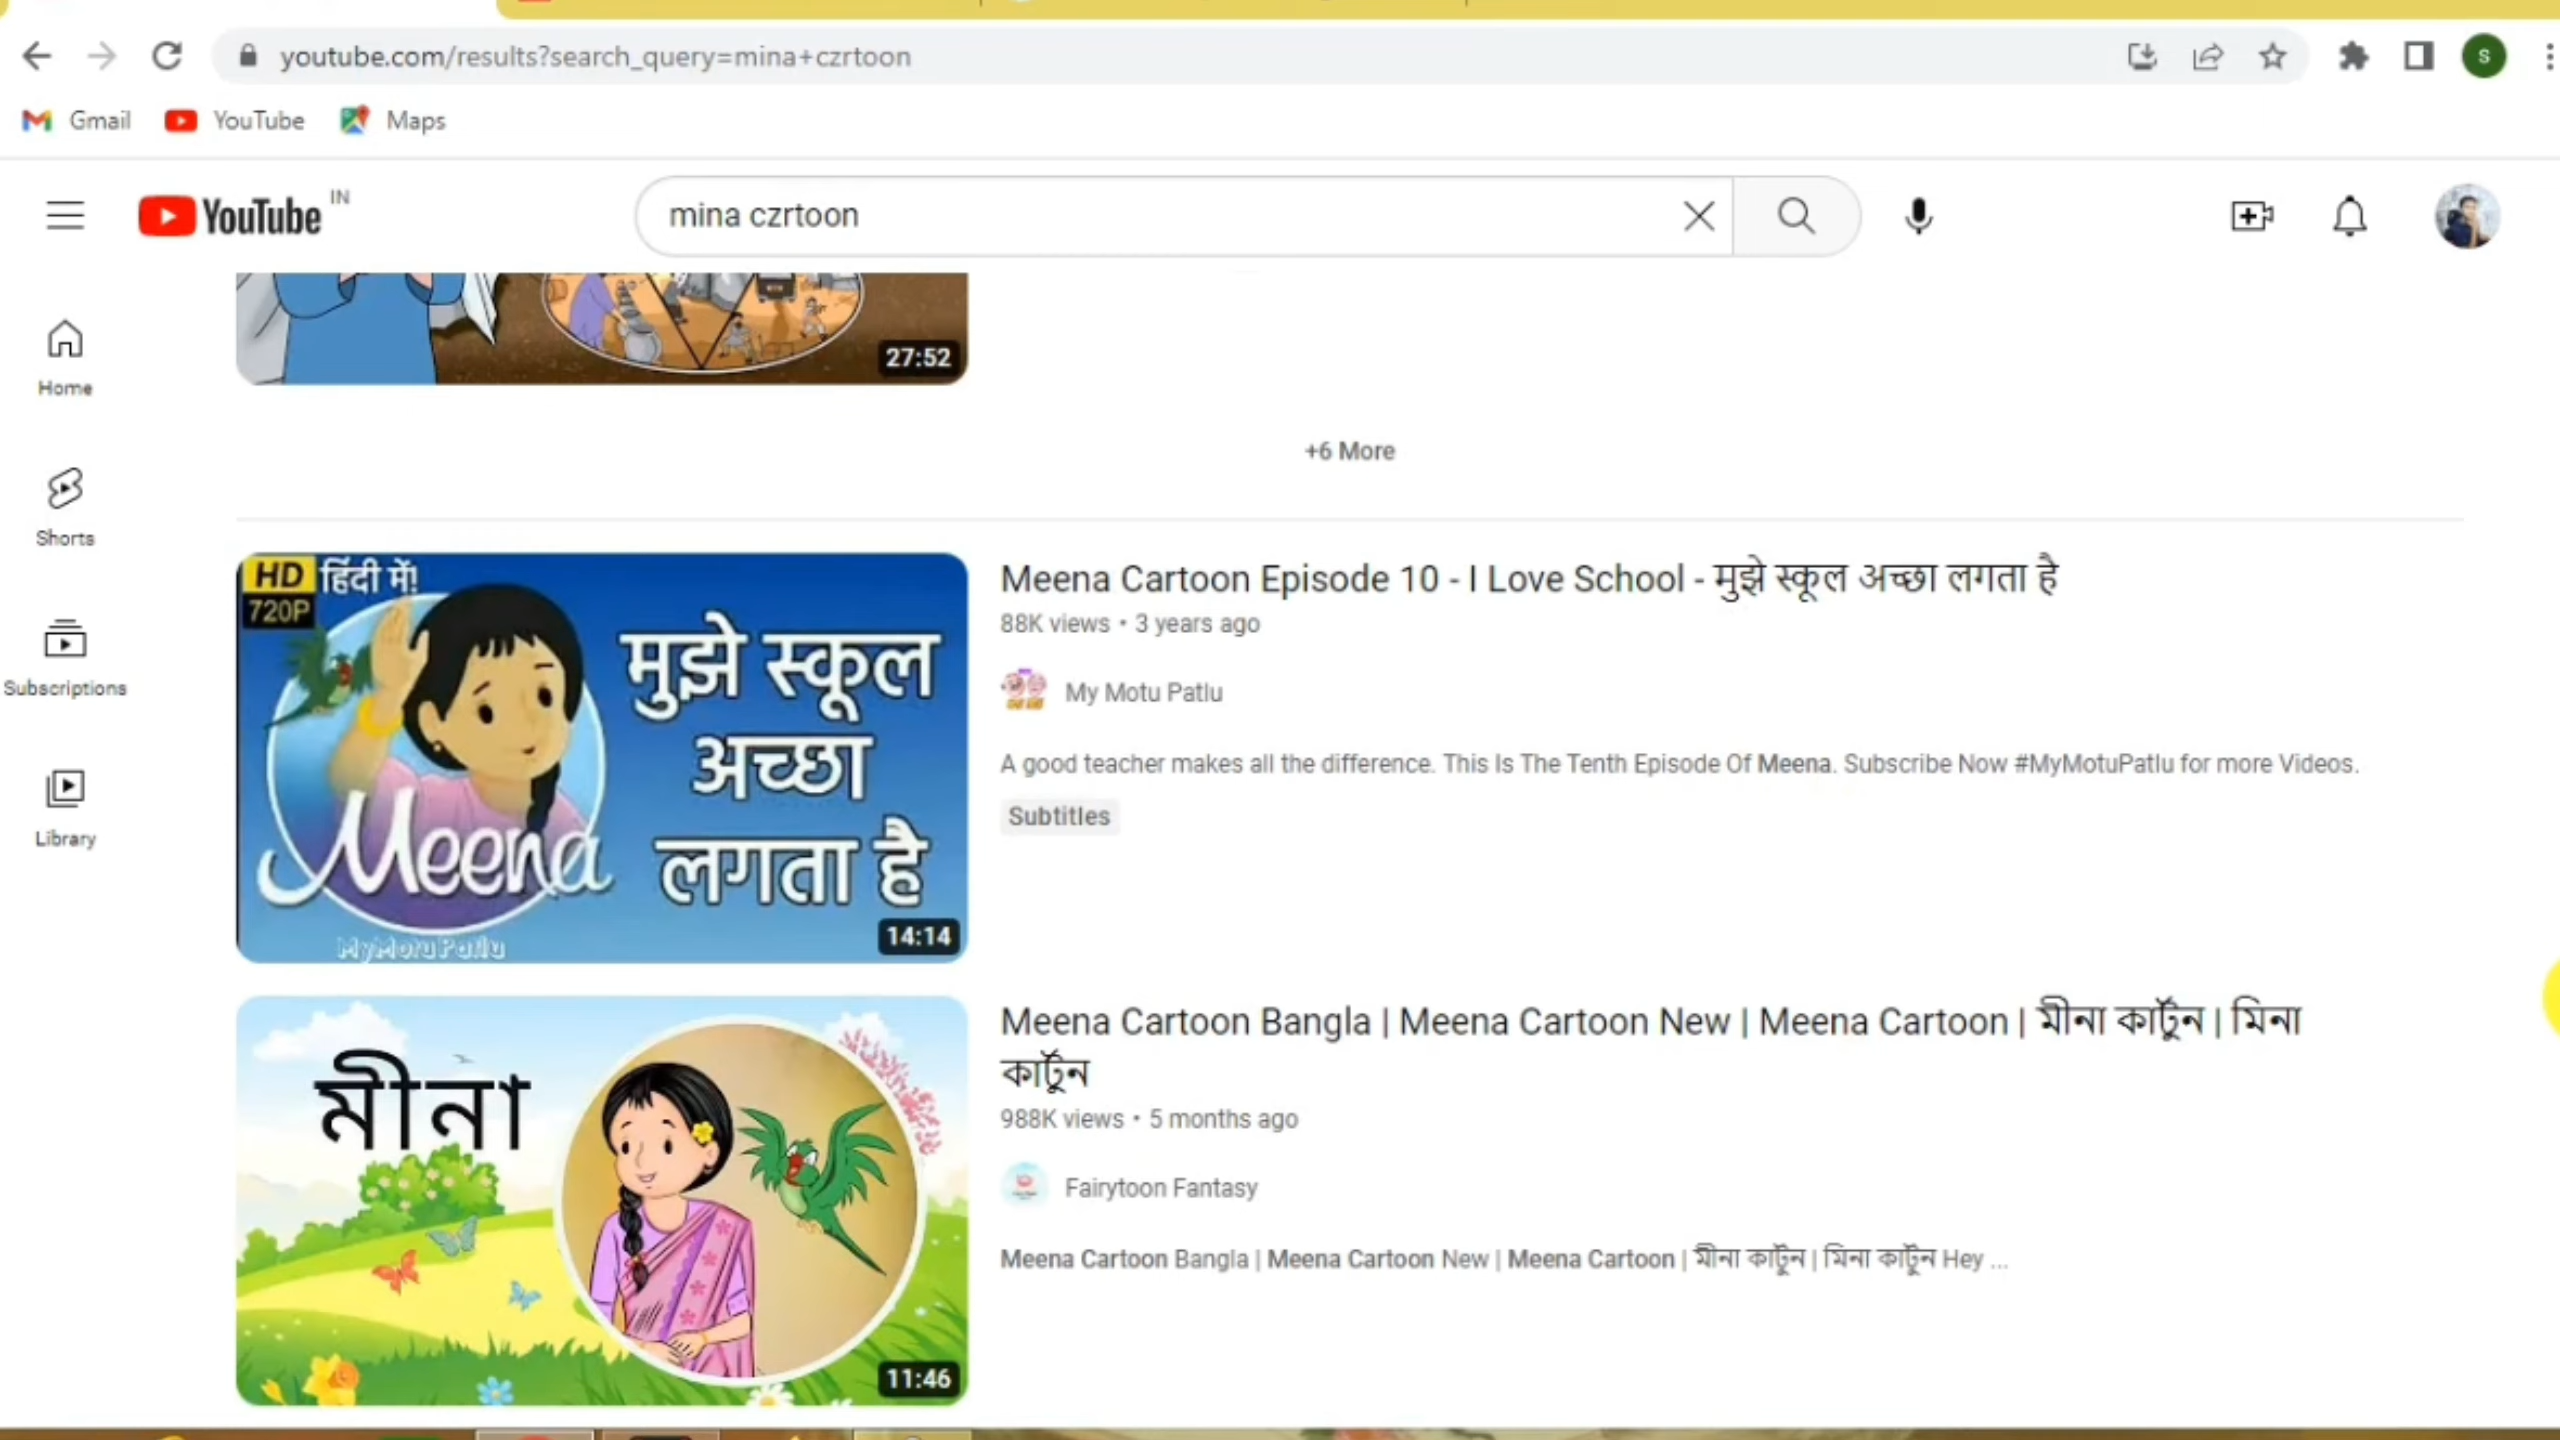 youtube.com/results?search_query=mina+czrtoon
Gmail YouTube Maps
YouTube IN
mina czrtoon
S
27:52
Home
+6 More
Shorts
Subscriptions
Library
HD हिंदी में!
720P
मुझे स्कूल
अच्छा
लगता है
Meena
MyMotuPatlu
14:14
Meena Cartoon Episode 10 - I Love School - मुझे स्कूल अच्छा लगता है
88K views • 3 years ago
My Motu Patlu
A good teacher makes all the difference. This Is The Tenth Episode Of Meena. Subscribe Now #MyMotuPatlu for more Videos.
Subtitles
মীনা
11:46
Meena Cartoon Bangla | Meena Cartoon New | Meena Cartoon | মীনা কার্টুন | মিনা
কার্টুন
988K views • 5 months ago
Fairytoon Fantasy
Meena Cartoon Bangla | Meena Cartoon New | Meena Cartoon | মীনা কার্টুন | মিনা কার্টুন Hey ...